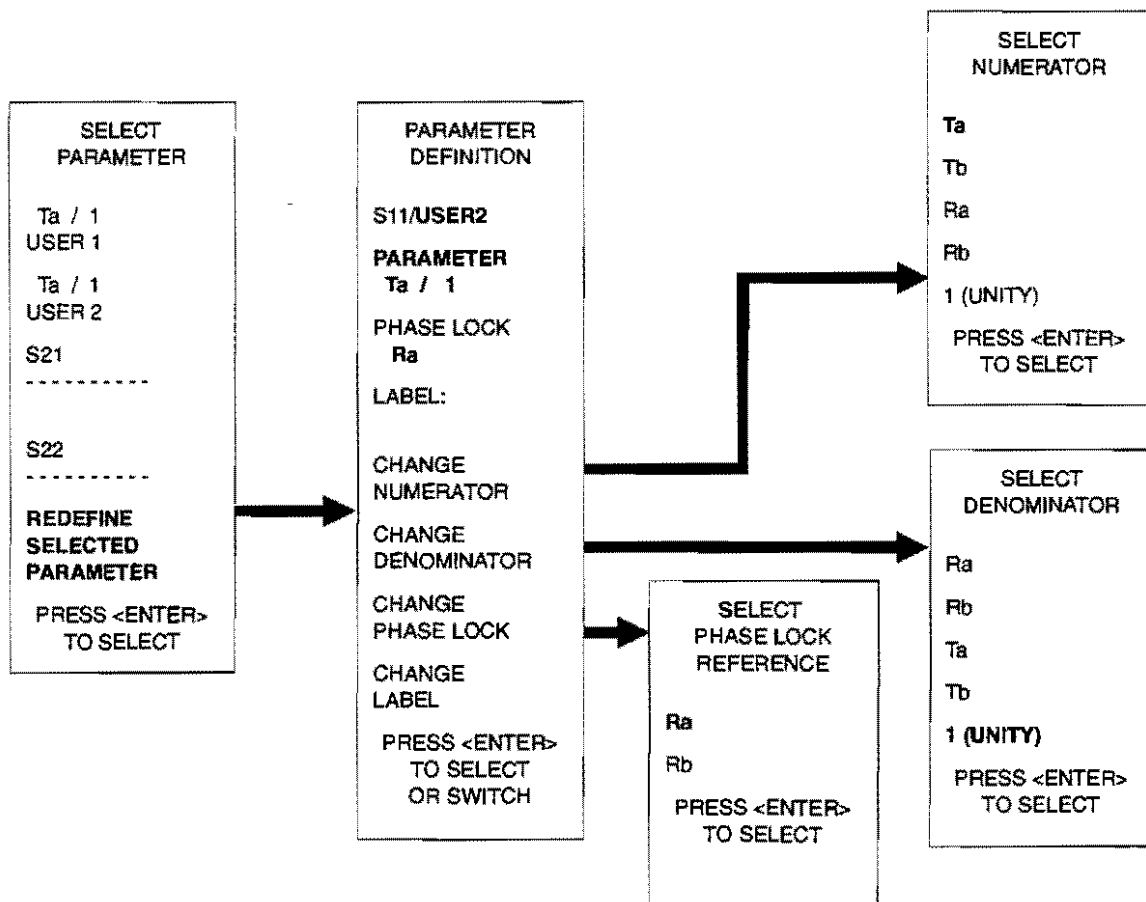 SELECT
PARAMETER
Ta / 1
USER 1
Ta / 1
USER 2
S21
- - - - - - - - - - -
S22
- - - - - - - - - - -
REDEFINE
SELECTED
PARAMETER
PRESS <ENTER>
TO SELECT
PARAMETER
DEFINITION
S11/USER2
PARAMETER
Ta / 1
PHASE LOCK
Ra
LABEL:
CHANGE
NUMERATOR
CHANGE
DENOMINATOR
CHANGE
PHASE LOCK
CHANGE
LABEL
PRESS <ENTER>
TO SELECT
OR SWITCH
SELECT
NUMERATOR
Ta
Tb
Ra
Rb
1 (UNITY)
PRESS <ENTER>
TO SELECT
SELECT
DENOMINATOR
Ra
Rb
Ta
Tb
1 (UNITY)
PRESS <ENTER>
TO SELECT
SELECT
PHASE LOCK
REFERENCE
Ra
Rb
PRESS <ENTER>
TO SELECT